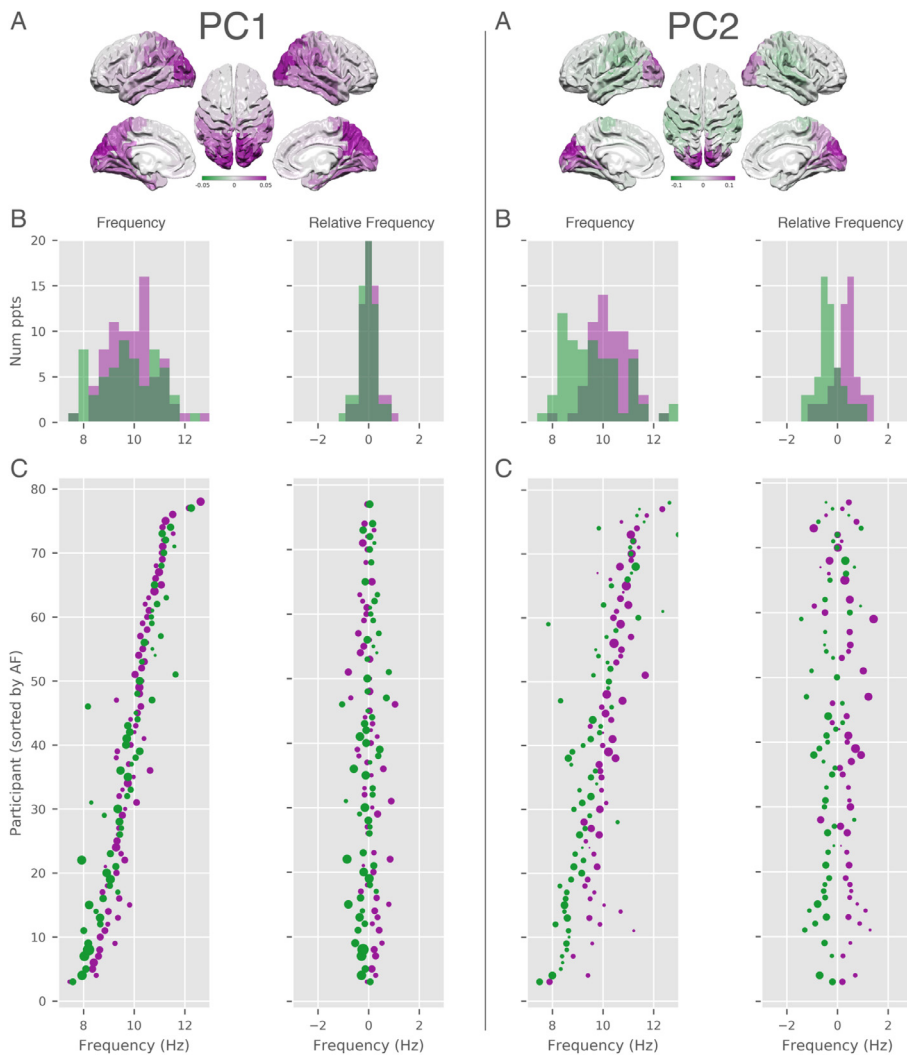 A PC1
-0.05 0 0.05
B Frequency Relative Frequency
20
15
10
5
0
Num ppts
8 10 12
−2 0 2
C
80
70
60
50
40
30
20
10
0
Participant (sorted by AF)
8 10 12
−2 0 2
Frequency (Hz) Frequency (Hz)
A PC2
-0.1 0 0.1
B Frequency Relative Frequency
8 10 12
−2 0 2
C
8 10 12
−2 0 2
Frequency (Hz) Frequency (Hz)